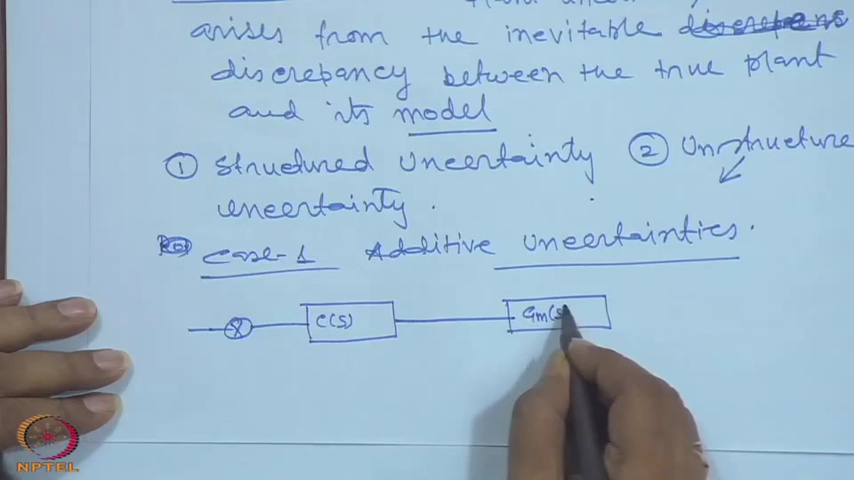 arises from the inevitable
discrepancy between the true plant
and its model
① Structured Uncertainty ② Unstructure
uncertainty.
Case-1 Additive Uncertainties.
C(s) Gm(s
NPTEL